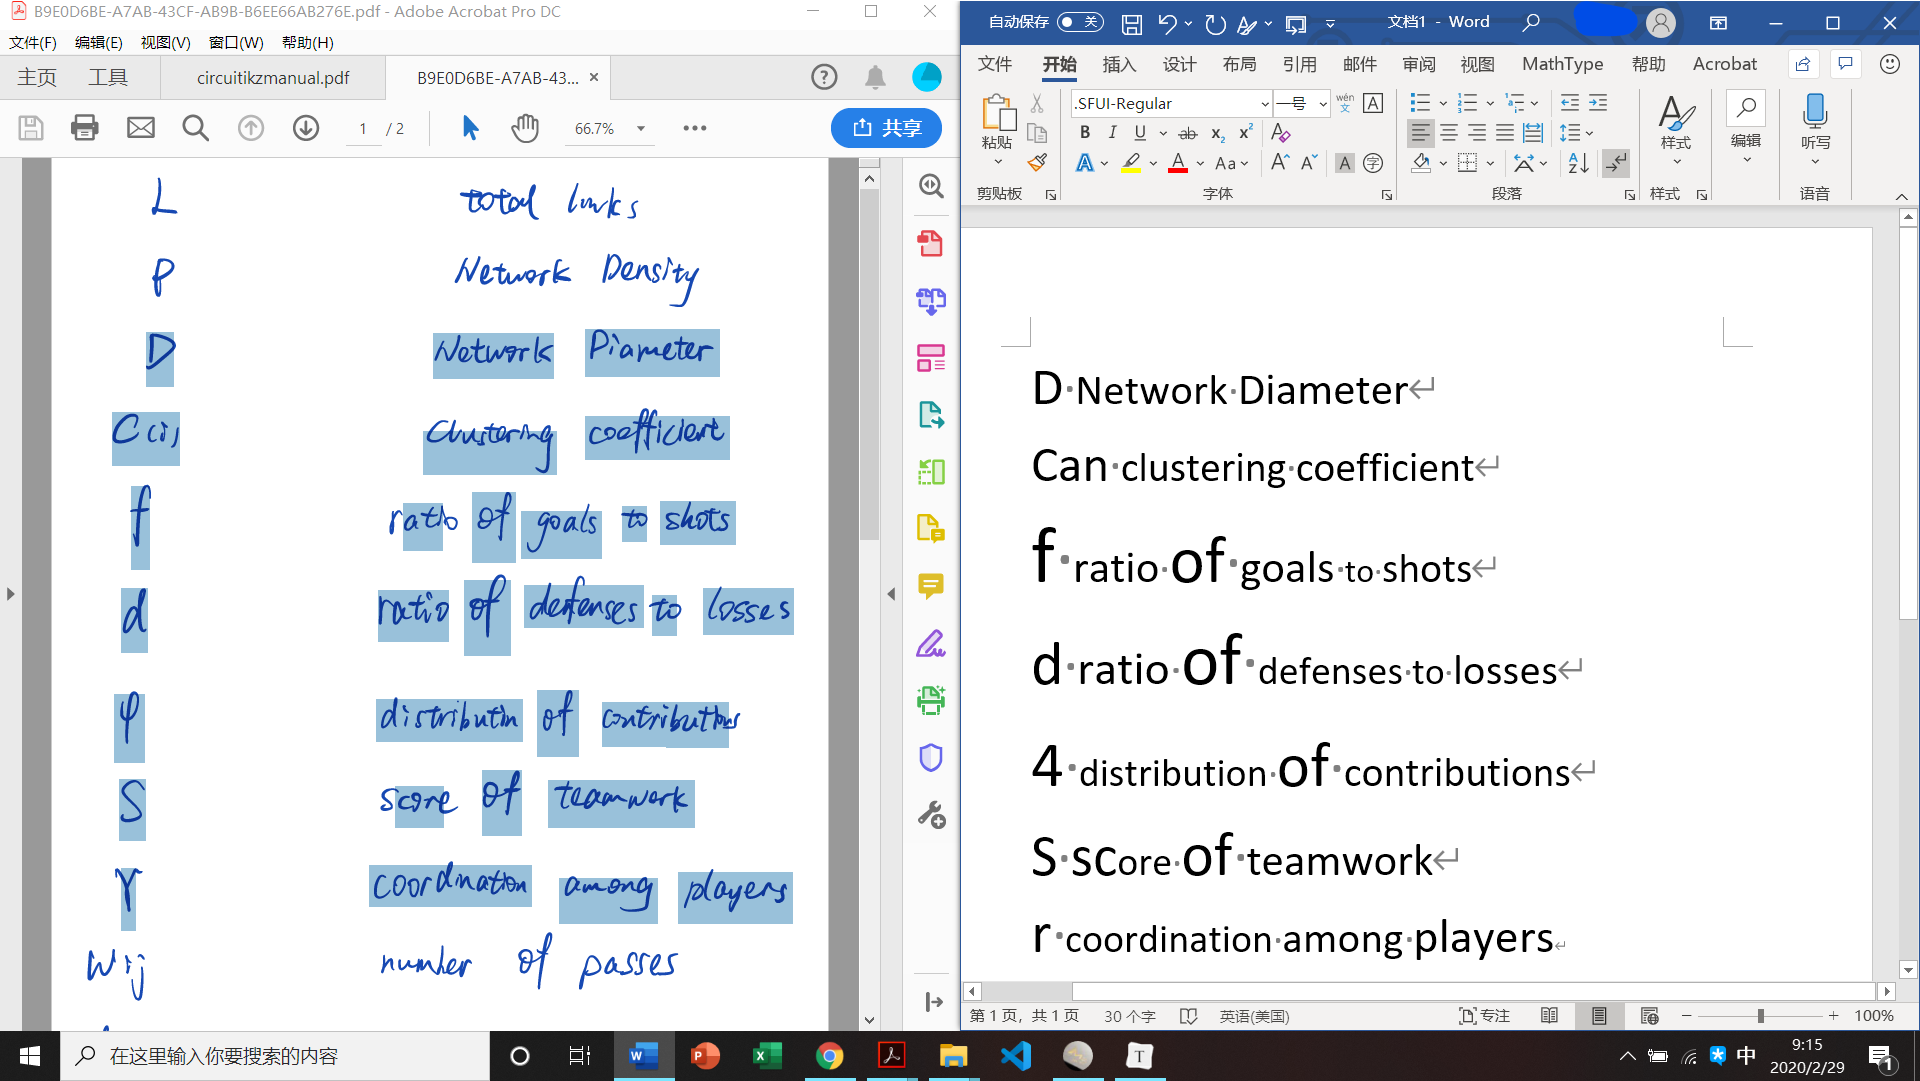 B9E0D6BE-A7AB-43CF-AB9B-B6EE66AB276E.pdf - Adobe Acrobat Pro DC
文件(F) 编辑(E) 视图(V) 窗口(W) 帮助(H)
主页 工具 circuitikzmanual.pdf B9E0D6BE-A7AB-43... ×
1 / 2 66.7% 共享
L total links
ρ Network Density
D Network Diameter
C(i) Clustering coefficient
f ratio of goals to shots
d ratio of defenses to losses
φ distributin of contributions
S score of teamwork
γ coordination among players
Wij number of passes
自动保存 关 文档1 - Word
文件 开始 插入 设计 布局 引用 邮件 审阅 视图 MathType 帮助 Acrobat
粘贴 .SFUI-Regular 一号 wén 文 A
B I U ab x₂ x² A
A A Aa A A A 字
样式 编辑 听写
剪贴板 字体 段落 样式 语音
D Network Diameter
Can clustering coefficient
f ratio of goals to shots
d ratio of defenses to losses
4 distribution of contributions
S score of teamwork
r coordination among players
第 1 页，共 1 页 30 个字 英语(美国) 专注 100%
在这里输入你要搜索的内容
中 9:15
2020/2/29
1